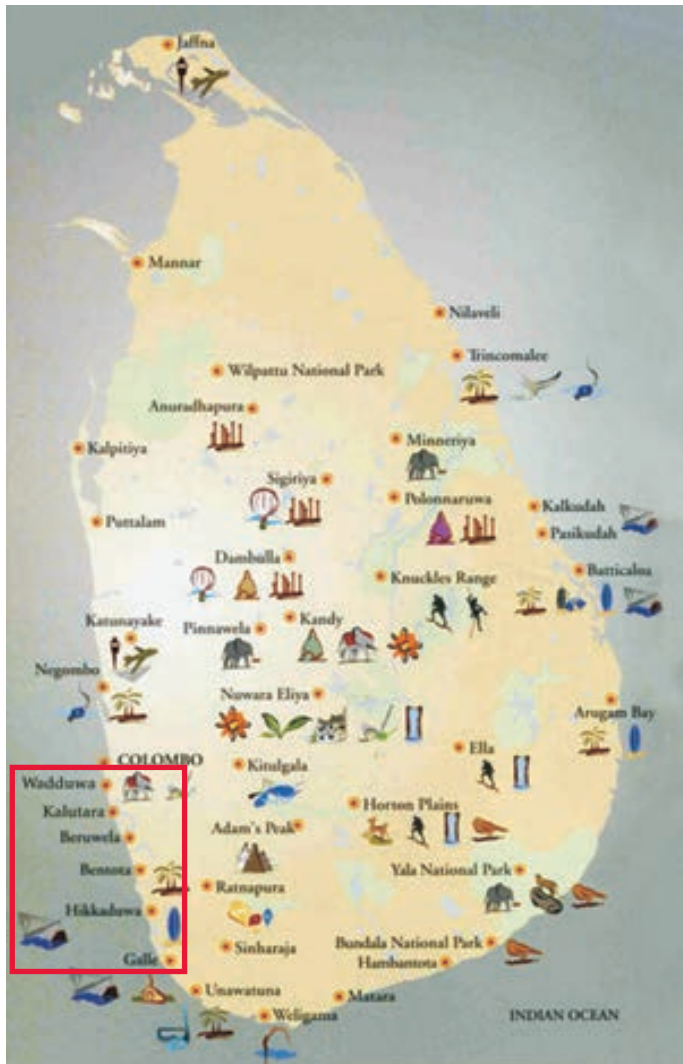 Jaffna
Mannar
Nilaveli
Trincomalee
Wilpattu National Park
Anuradhapura
Minneriya
Kalpitiya
Sigiriya
Polonnaruwa
Kalkudah
Puttalam
Pasikudah
Dambulla
Batticaloa
Knuckles Range
Katunayake
Pinnawela
Kandy
Negombo
Nuwara Eliya
Arugam Bay
Ella
COLOMBO
Kitulgala
Wadduwa
Horton Plains
Kalutara
Adam's Peak
Beruwela
Bentota
Yala National Park
Ratnapura
Hikkaduwa
Sinharaja
Bundala National Park
Galle
Hambantota
Unawatuna
Matara
Weligama
INDIAN OCEAN